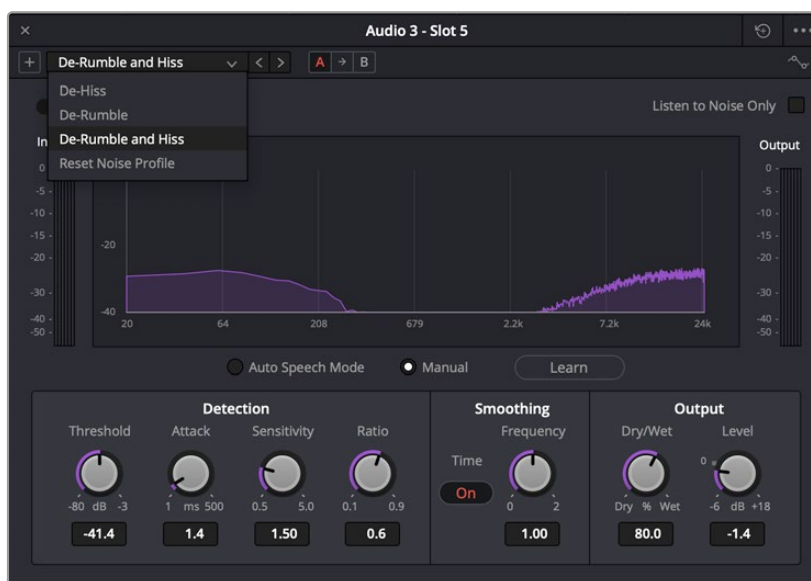 Audio 3 - Slot 5
De-Rumble and Hiss
A B
De-Hiss
De-Rumble
De-Rumble and Hiss
Reset Noise Profile
Listen to Noise Only
In
Output
0 -
-5 -
-10 -
-15 -
-20 -
-30 -
-40 -
-50 -
-20
-40
20 64 208 679 2.2k 7.2k 24k
0 -
-5 -
-10 -
-15 -
-20 -
-30 -
-40 -
-50 -
Auto Speech Mode Manual Learn
Detection
Threshold Attack Sensitivity Ratio
-80 dB -3 1 ms 500 0.5 5.0 0.1 0.9
-41.4 1.4 1.50 0.6
Smoothing
Frequency
Time
On
0 2
1.00
Output
Dry/Wet Level
0
Dry % Wet -6 dB +18
80.0 -1.4